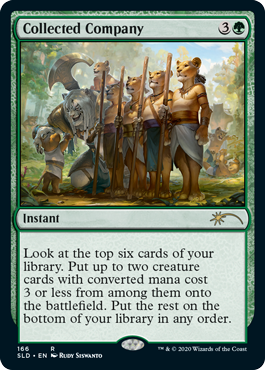 Collected Company 3
Instant
Look at the top six cards of your
library. Put up to two creature
cards with converted mana cost
3 or less from among them onto
the battlefield. Put the rest on the
bottom of your library in any order.
166 R
SLD • EN Rudy Siswanto
™ & © 2020 Wizards of the Coast